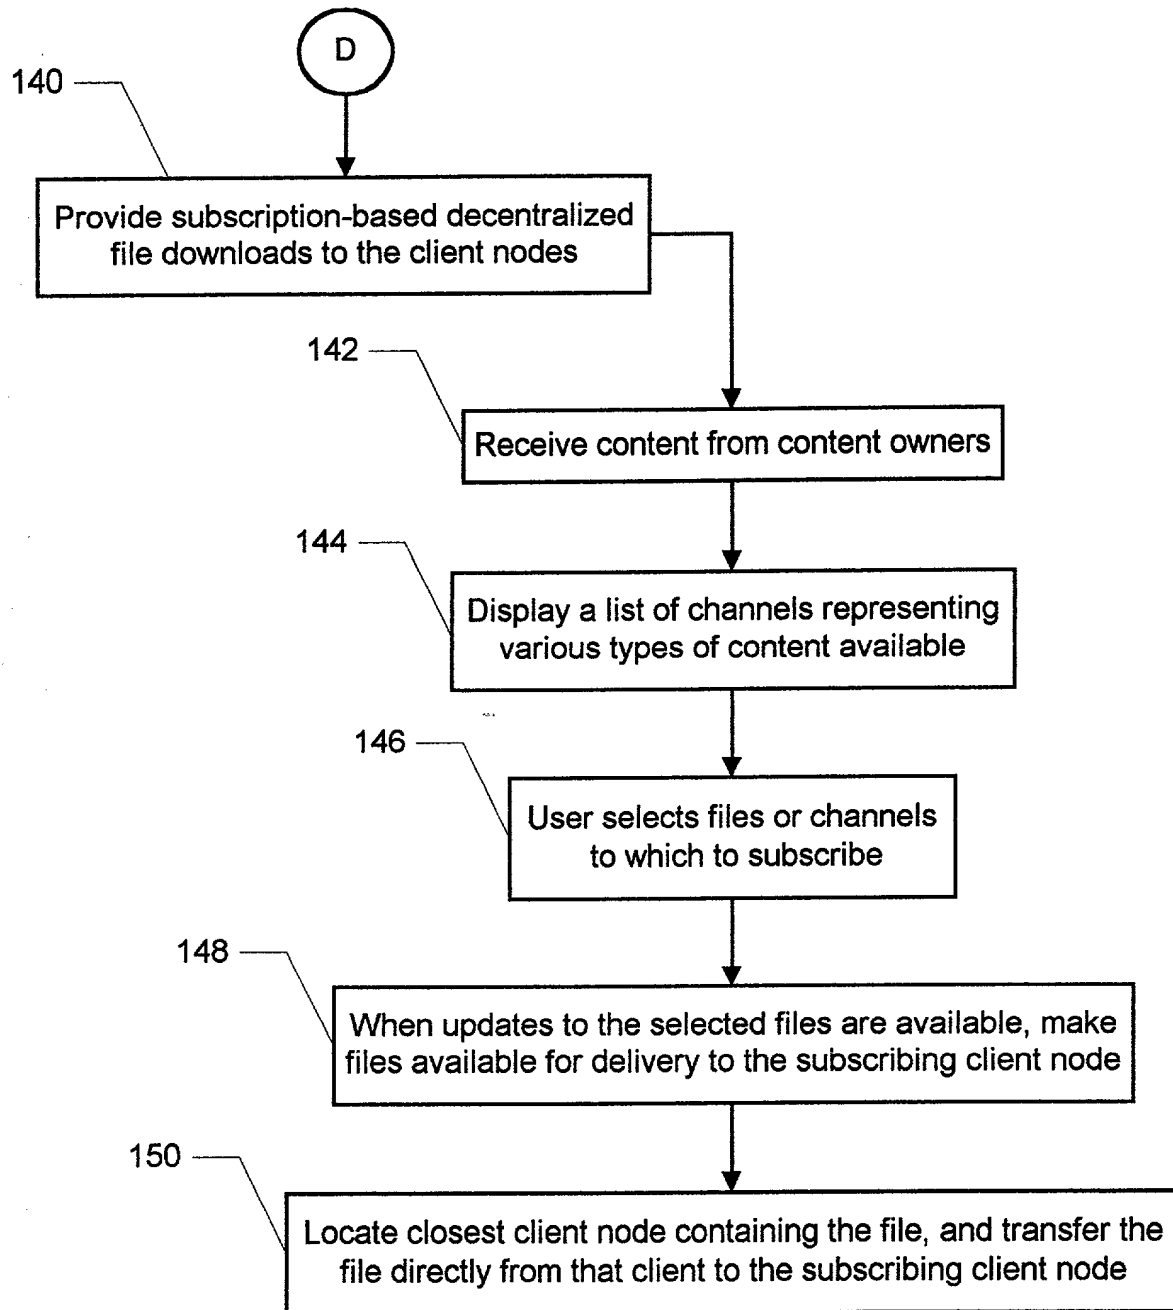 D
140
Provide subscription-based decentralized
file downloads to the client nodes
142
Receive content from content owners
144
Display a list of channels representing
various types of content available
146
User selects files or channels
to which to subscribe
148
When updates to the selected files are available, make
files available for delivery to the subscribing client node
150
Locate closest client node containing the file, and transfer the
file directly from that client to the subscribing client node